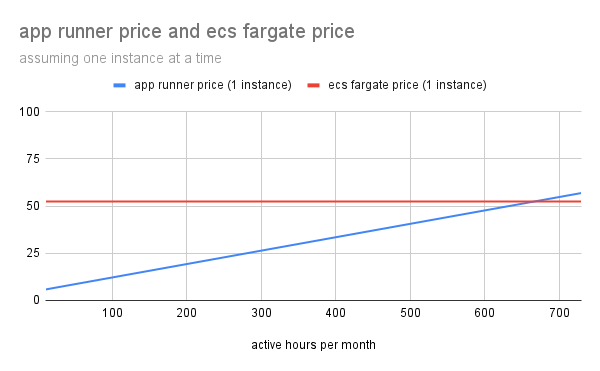 app runner price and ecs fargate price
assuming one instance at a time
app runner price (1 instance) ecs fargate price (1 instance)
100
75
50
25
0
100 200 300 400 500 600 700
active hours per month